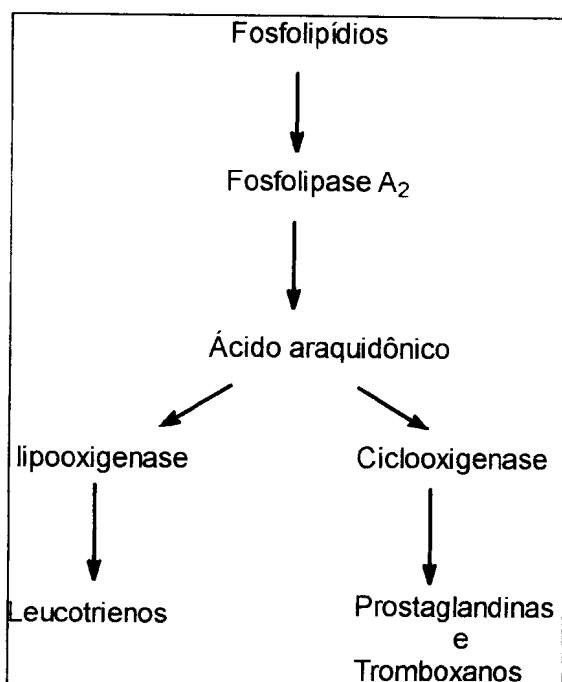 Fosfolipídios
Fosfolipase A₂
Ácido araquidônico
lipooxigenase
Ciclooxigenase
Leucotrienos
Prostaglandinas
e
Tromboxanos